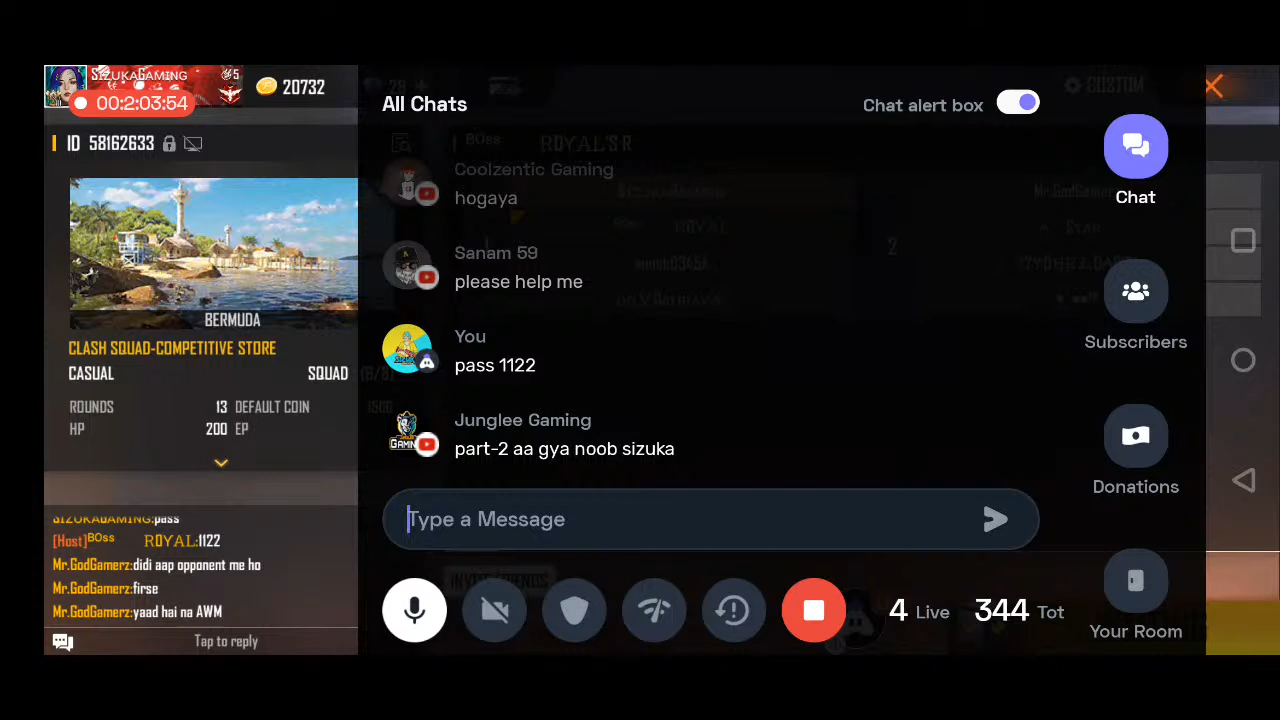 SIZUKAGAMING
5
20732
00:2:03:54
ID 58162633
BERMUDA
CLASH SQUAD-COMPETITIVE STORE
CASUAL SQUAD
ROUNDS 13 DEFAULT COIN
HP 200 EP
SIZUKAGAMING:pass
[Host]BOss ROYAL:1122
Mr.GodGamerz:didi aap opponent me ho
Mr.GodGamerz:firse
Mr.GodGamerz:yaad hai na AWM
Tap to reply
All Chats
Chat alert box
CUSTOM
BOss ROYAL'S R
Coolzentic Gaming
hogaya
Sanam 59
please help me
You
pass 1122
Junglee Gaming
part-2 aa gya noob sizuka
Type a Message
4 Live 344 Tot
Chat
Subscribers
Donations
Your Room